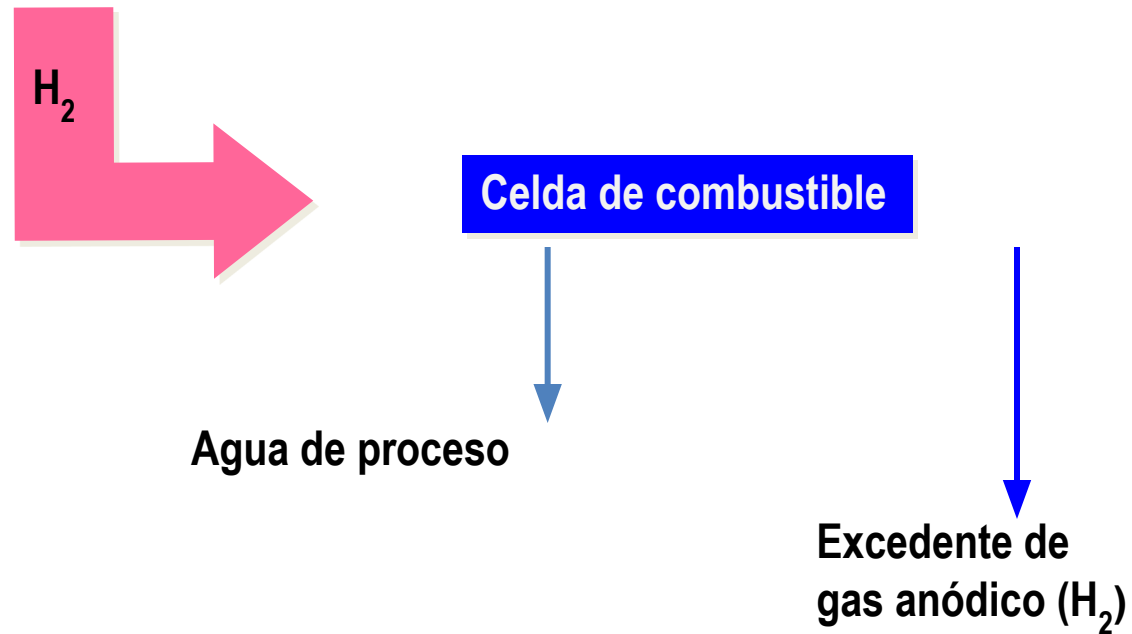 H₂
Celda de combustible
Agua de proceso
Excedente de
gas anódico (H₂)